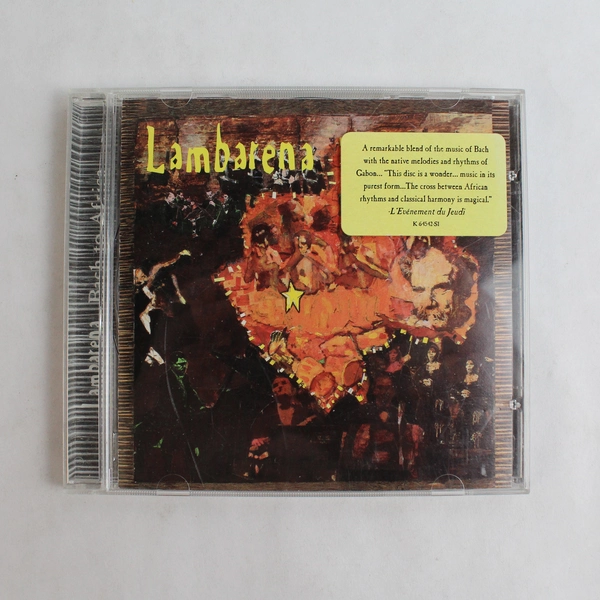 Lambarena
A remarkable blend of the music of Bach
with the native melodies and rhythms of
Gabon... "This disc is a wonder... music in its
purest form...The cross between African
rhythms and classical harmony is magical."
-L'Evénement du Jeudi
Lambarena Bach to Africa